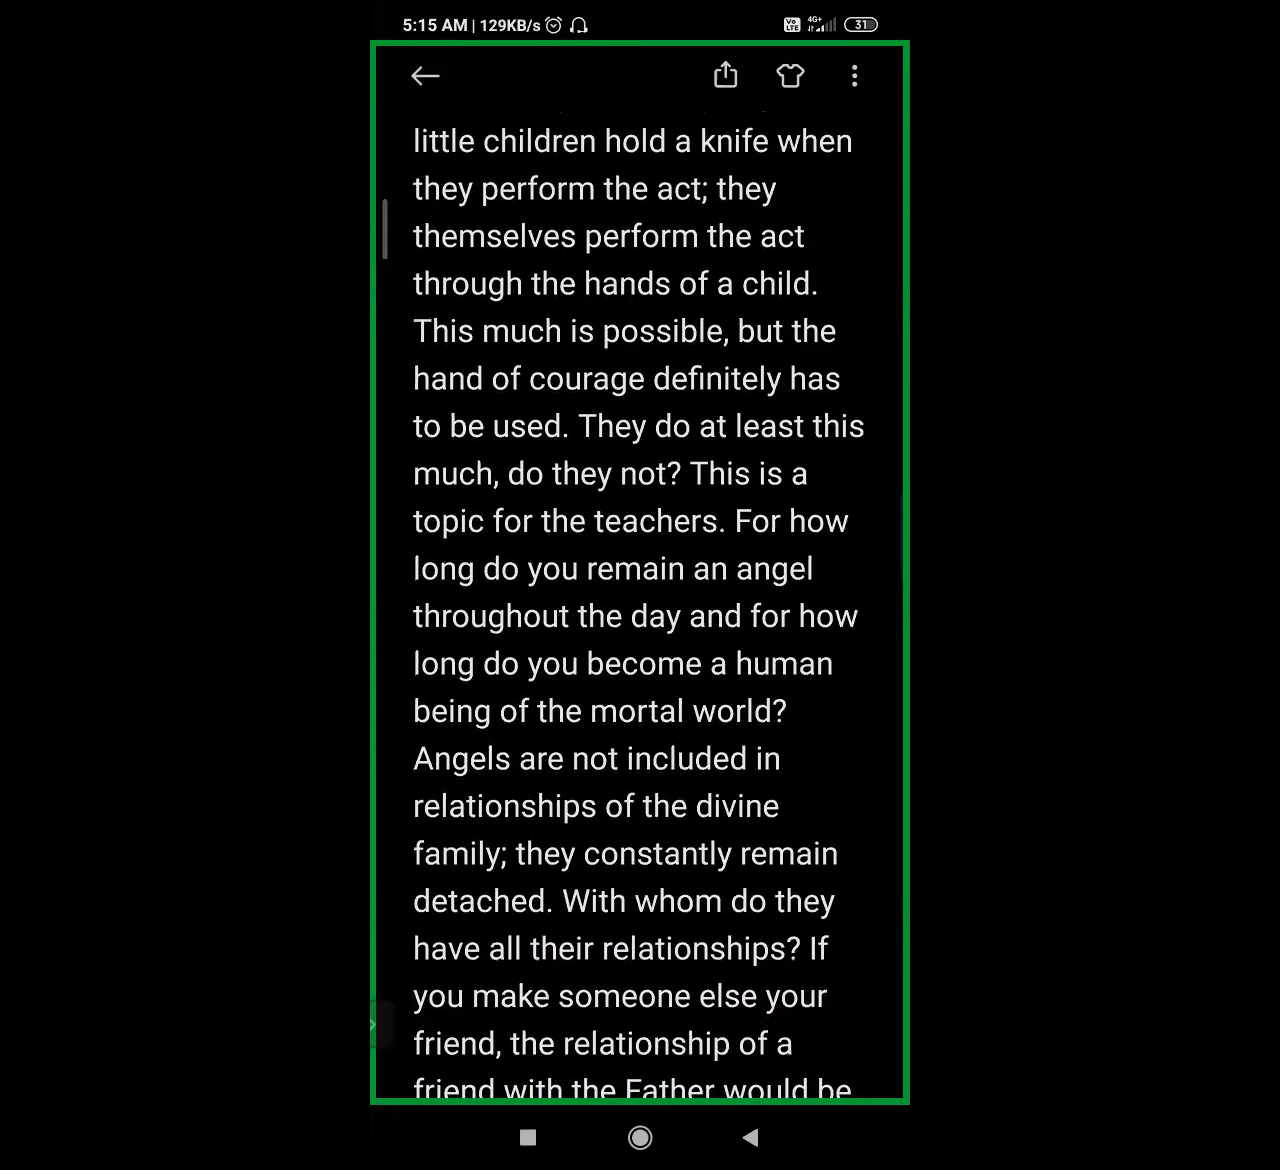 5:15 AM | 129KB/s
Vo LTE 4G+ 31
little children hold a knife when
they perform the act; they
themselves perform the act
through the hands of a child.
This much is possible, but the
hand of courage definitely has
to be used. They do at least this
much, do they not? This is a
topic for the teachers. For how
long do you remain an angel
throughout the day and for how
long do you become a human
being of the mortal world?
Angels are not included in
relationships of the divine
family; they constantly remain
detached. With whom do they
have all their relationships? If
you make someone else your
friend, the relationship of a
friend with the Father would be